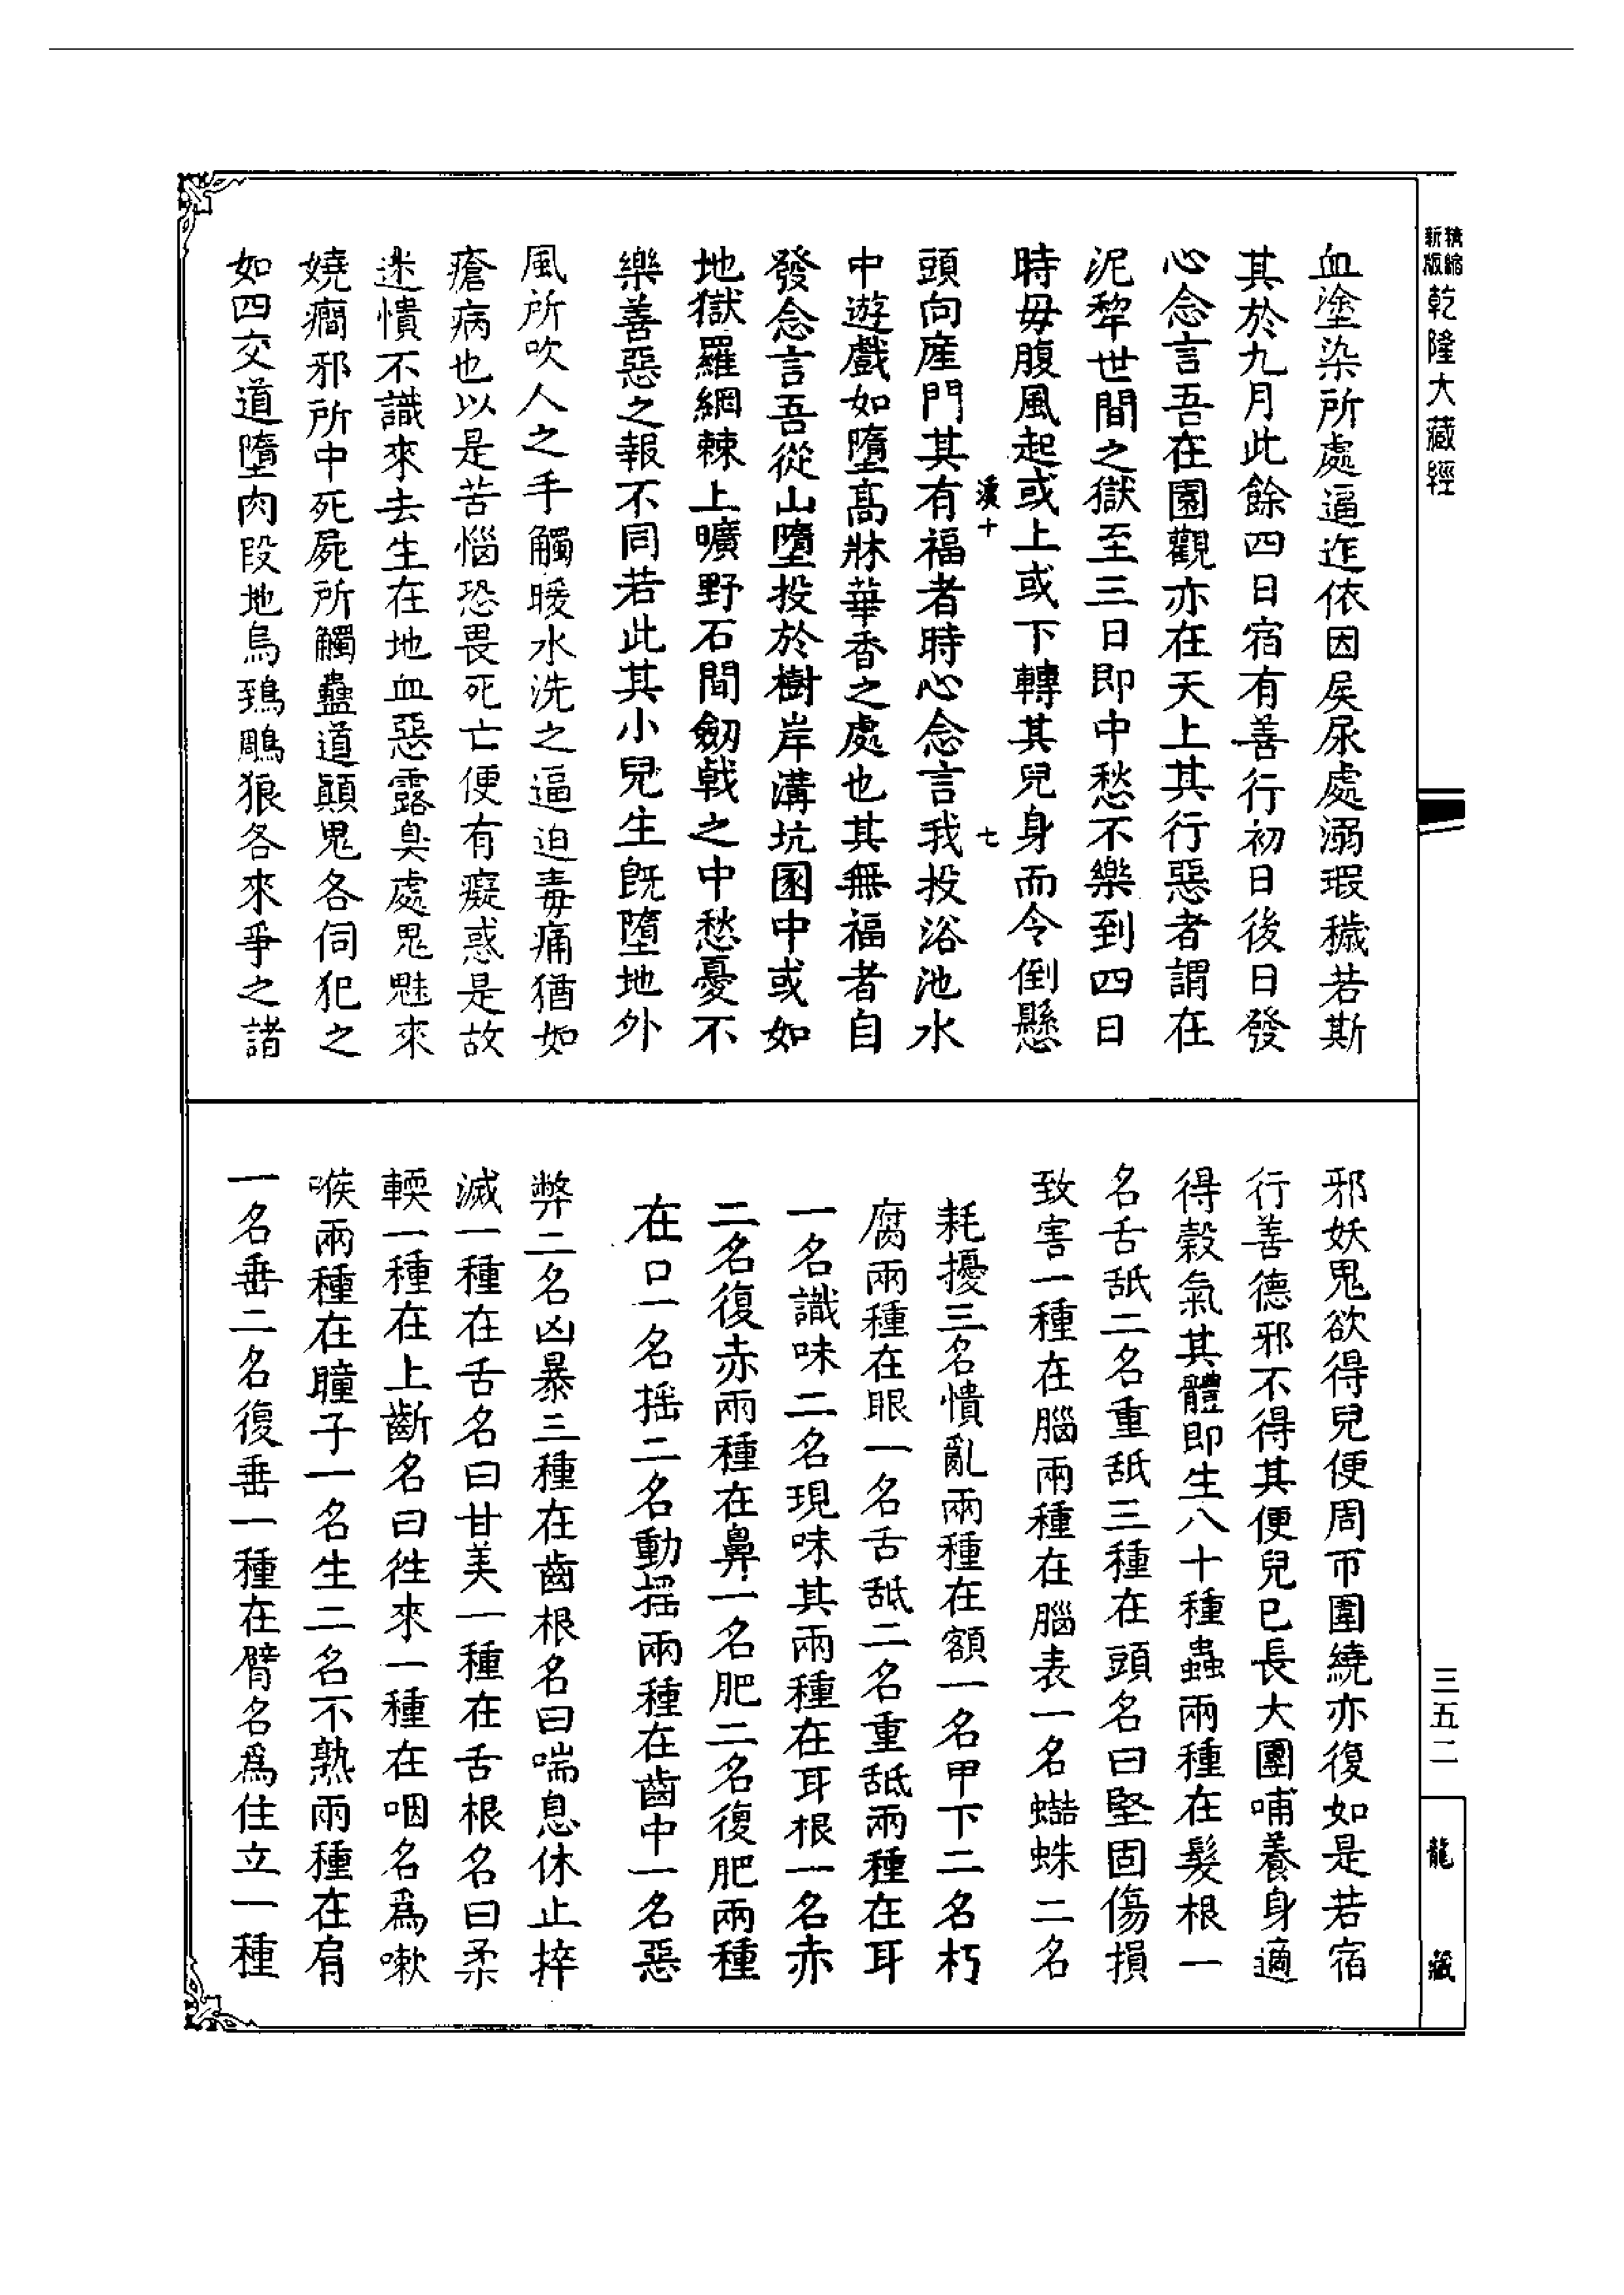 精縮新版乾隆大藏經
血塗染所處逼迮依因戾尿處溺瑕穢若斯
其於九月此餘四日宿有善行初日後日發
心念言吾在園觀亦在天上其行惡者謂在
泥犂世間之獄至三日即中愁不樂到四日
時毋腹風起或上或下轉其兒身而令倒懸
十 七
頭向産門其有福者時心念言我投浴池水
中遊戲如墮髙牀華香之處也其無福者自
發念言吾從山墮投於樹岸溝坑溷中或如
地獄羅網棘上曠野石間劒戟之中愁憂不
樂善惡之報不同若此其小兒生旣墮地外
風所吹人之手觸暖水洗之逼迫毒痛猶如
瘡病也以是苦惱恐畏死亡便有癡惑是故
迷憒不識來去生在地血惡露臭處鬼魅來
嬈癎邪所中死屍所觸蠱道顚鬼各伺犯之
如四交道墮肉段地烏鵄鵰狼各來爭之諸
邪妖鬼欲得兒便周帀圍繞亦復如是若宿
行善德邪不得其便兒已長大團哺養身適
得穀氣其體即生八十種蟲兩種在髮根一
名舌舐二名重舐三種在頭名曰堅固傷損
致害一種在腦兩種在腦表一名蟱蛛二名
耗擾三名憒亂兩種在額一名甲下二名朽
腐兩種在眼一名舌舐二名重舐兩種在耳
一名識味二名現味其兩種在耳根一名赤
二名復赤兩種在鼻一名肥二名復肥兩種
在口一名揺二名動揺兩種在齒中一名惡
弊二名凶暴三種在齒根名曰喘息休止捽
滅一種在舌名曰甘美一種在舌根名曰柔
輭一種在上齗名曰徃來一種在咽名爲嗽
喉兩種在瞳子一名生二名不熟兩種在肩
一名垂二名復垂一種在臂名爲住立一種
三五二
龍藏